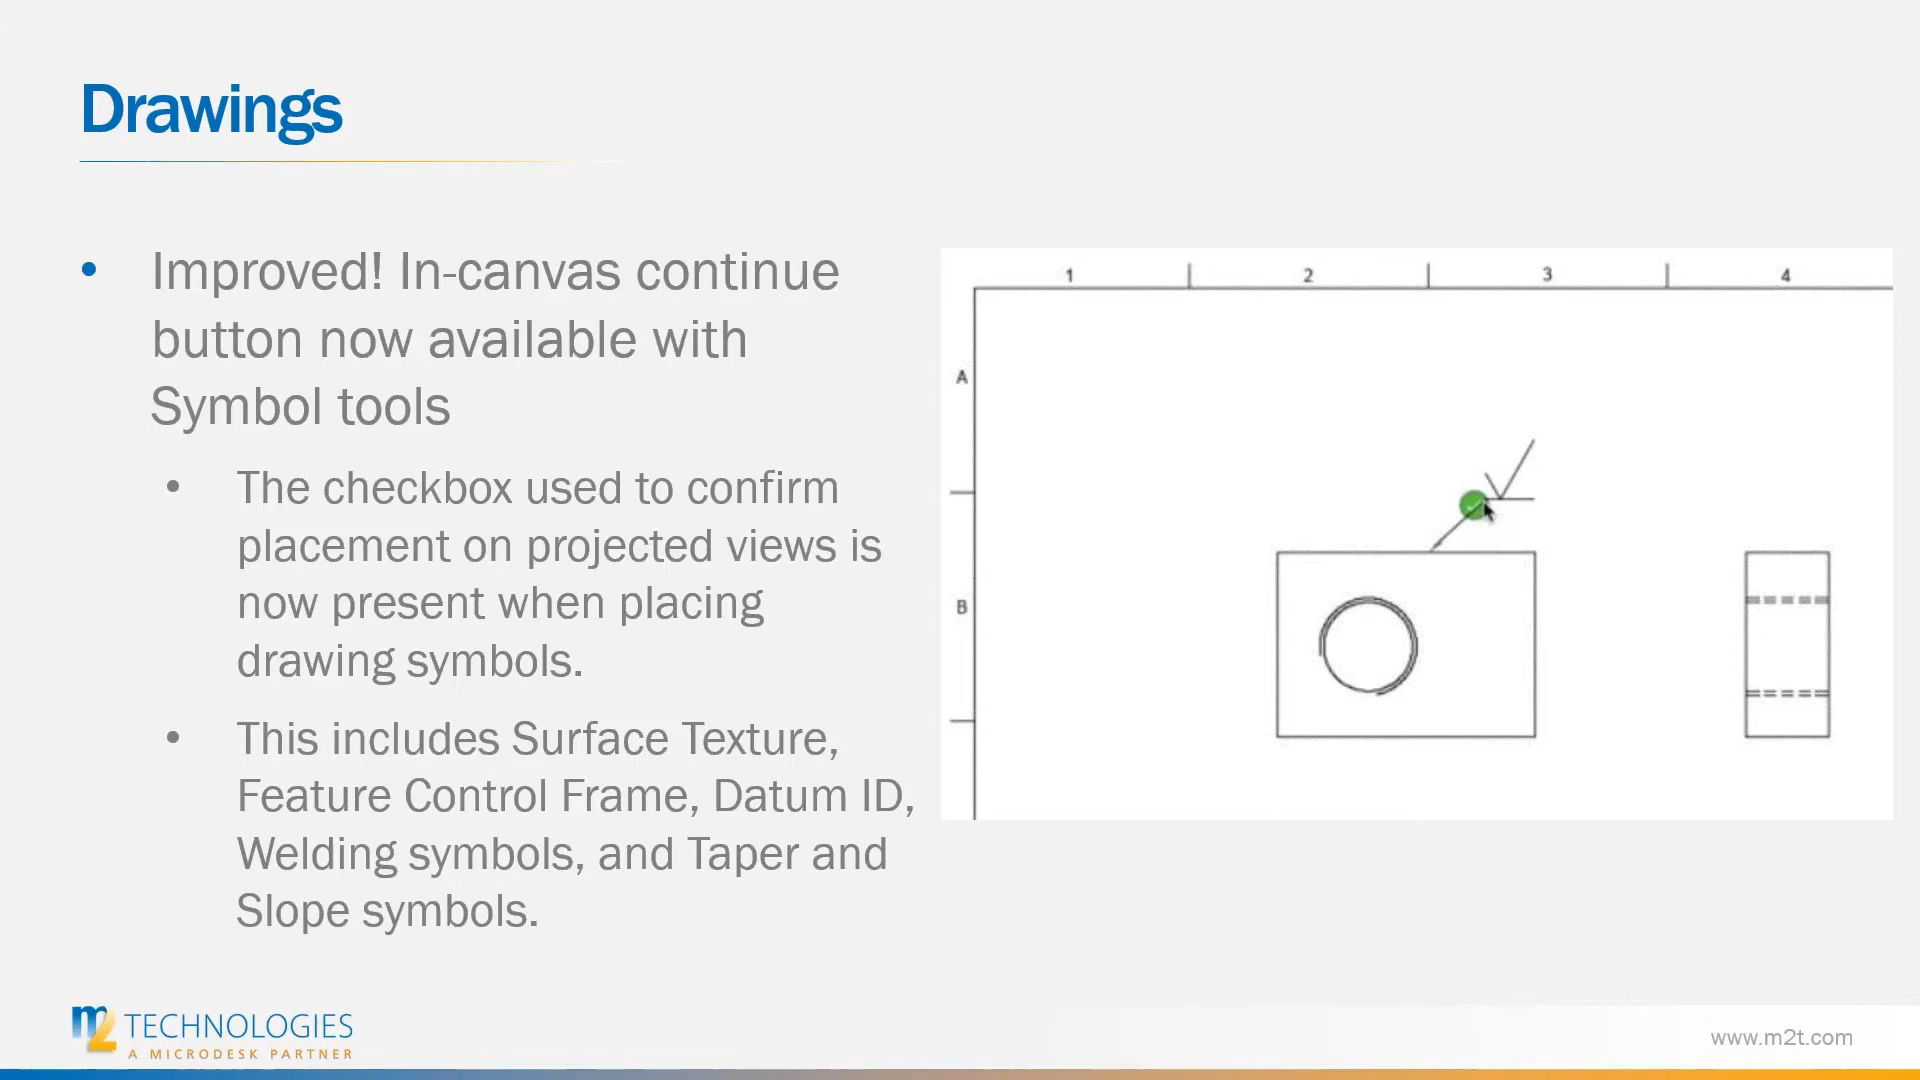 Drawings
• Improved! In-canvas continue
button now available with
Symbol tools
• The checkbox used to confirm
placement on projected views is
now present when placing
drawing symbols.
• This includes Surface Texture,
Feature Control Frame, Datum ID,
Welding symbols, and Taper and
Slope symbols.
1 2 3 4
A
B
m2 TECHNOLOGIES
A MICRODESK PARTNER
www.m2t.com